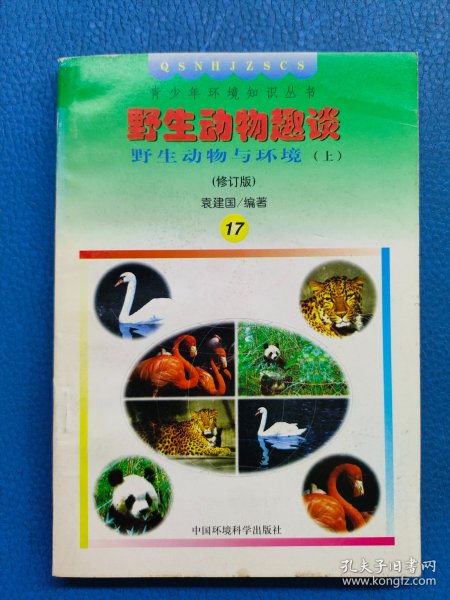 QSNHJZSCS
青少年环境知识丛书
野生动物趣谈
野生动物与环境（上）
(修订版)
袁建国/编著
17
中国环境科学出版社
孔夫子旧书网
www.kongfz.com